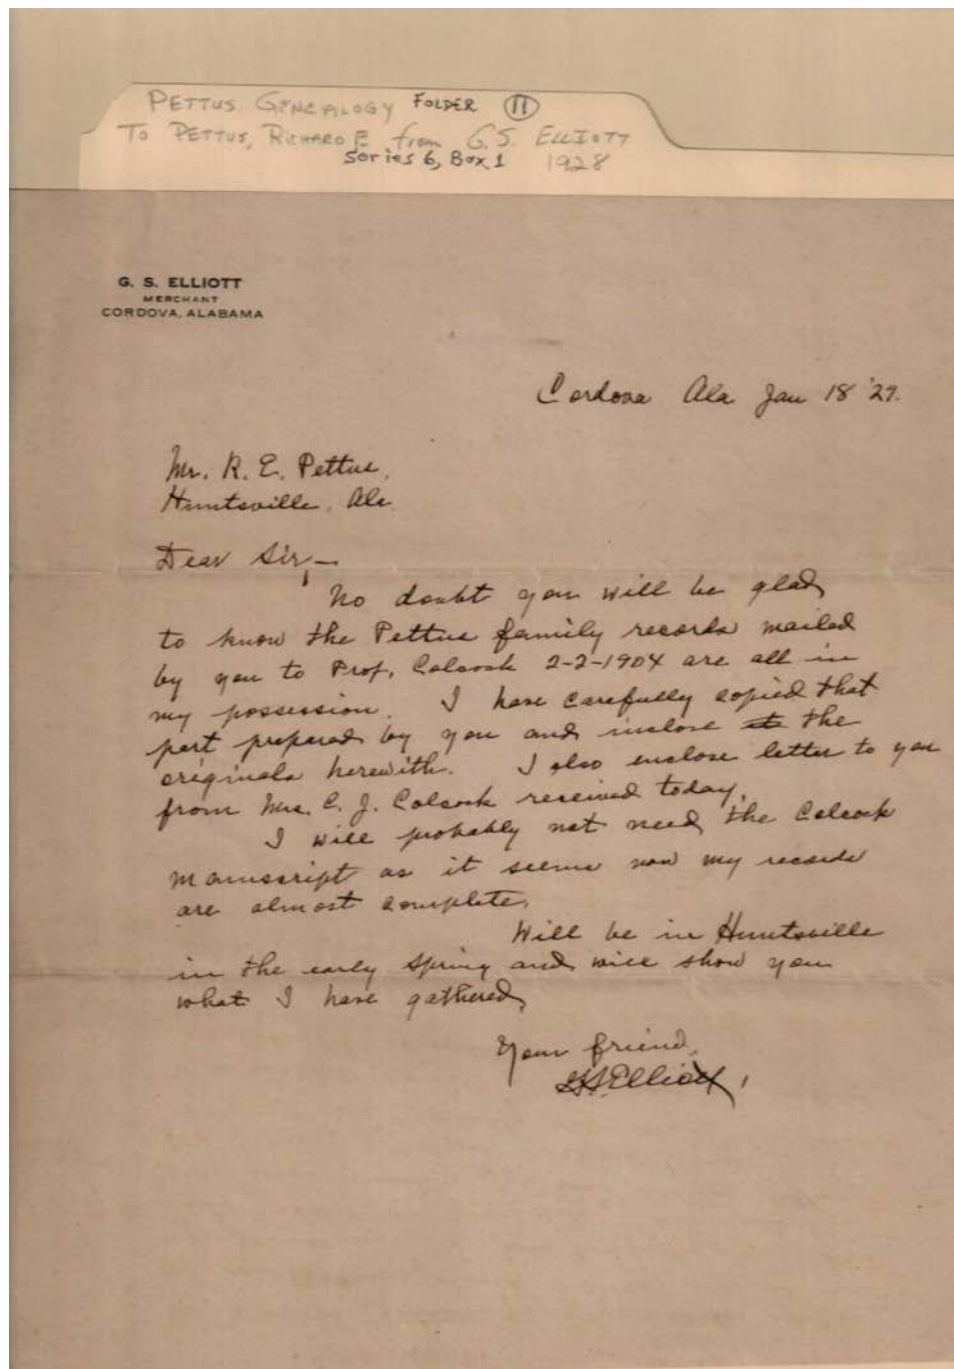 PETTUS GENEALOGY FOLDER 11
TO PETTUS, RICHARD E. from G.S. ELLIOTT
Series 6, Box 1 1928
G. S. ELLIOTT
MERCHANT
CORDOVA, ALABAMA
Cordova Ala Jan 18 '29.
Mr. R. E. Pettus,
Huntsville, Ala.
Dear Sir,—
No doubt you will be glad
to know the Pettus family records mailed
by you to Prof. Colcock 2-2-1904 are all in
my possession. I have carefully copied that
part prepared by you and inclose the
originals herewith. I also enclose letter to you
from Mrs. C. J. Colcock received today.
I will probably not need the Colcock
manuscript as it seems now my records
are almost complete.
Will be in Huntsville
in the early spring and will show you
what I have gathered,
Your friend,
G.S. Elliott,